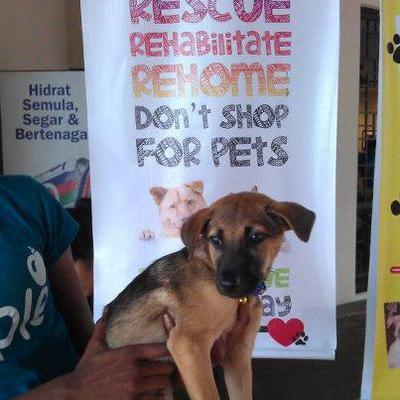 RESCUE
REHABILITATE
REHOME
DON'T SHOP
FOR PETS
Hidrat
Semula,
Segar &
Bertenaga